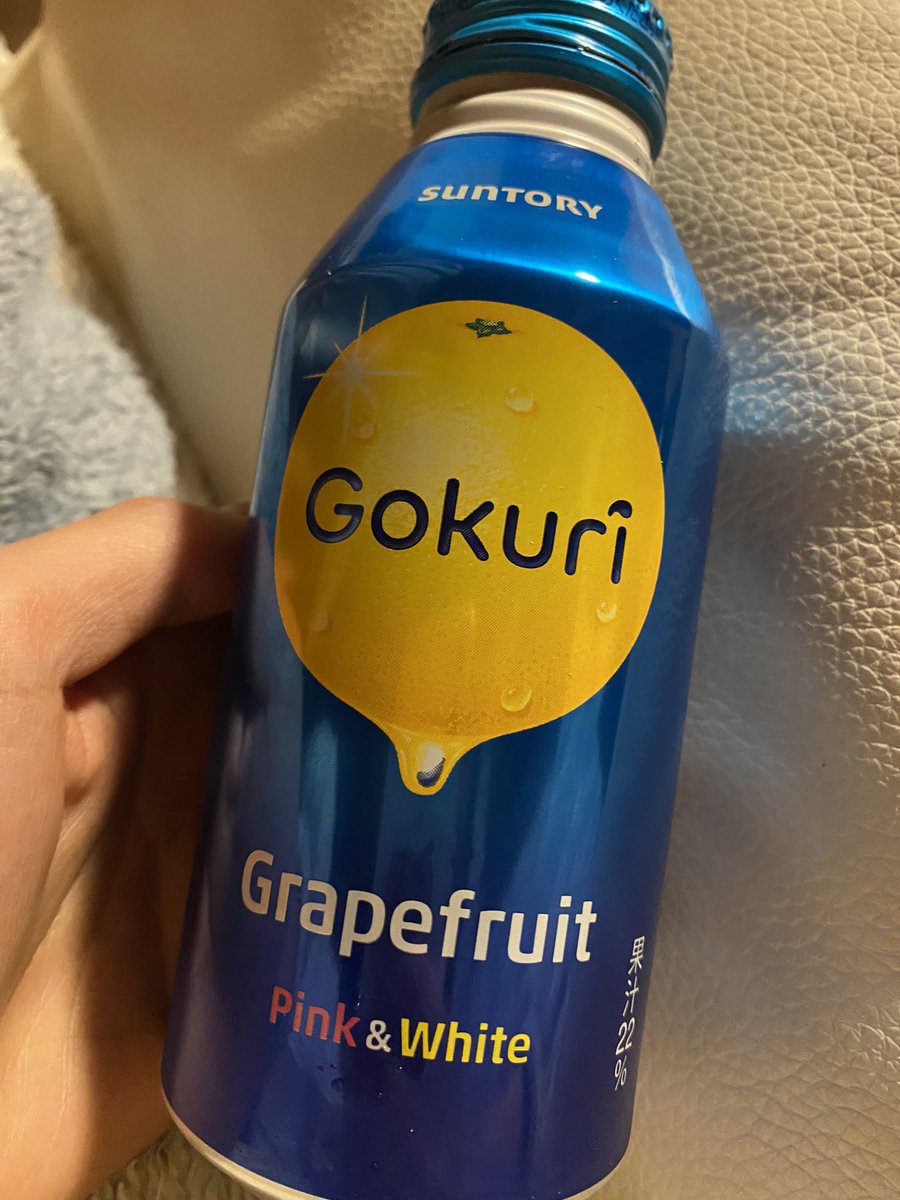 SUNTORY
Gokuri
Grapefruit
Pink & White
果汁22%